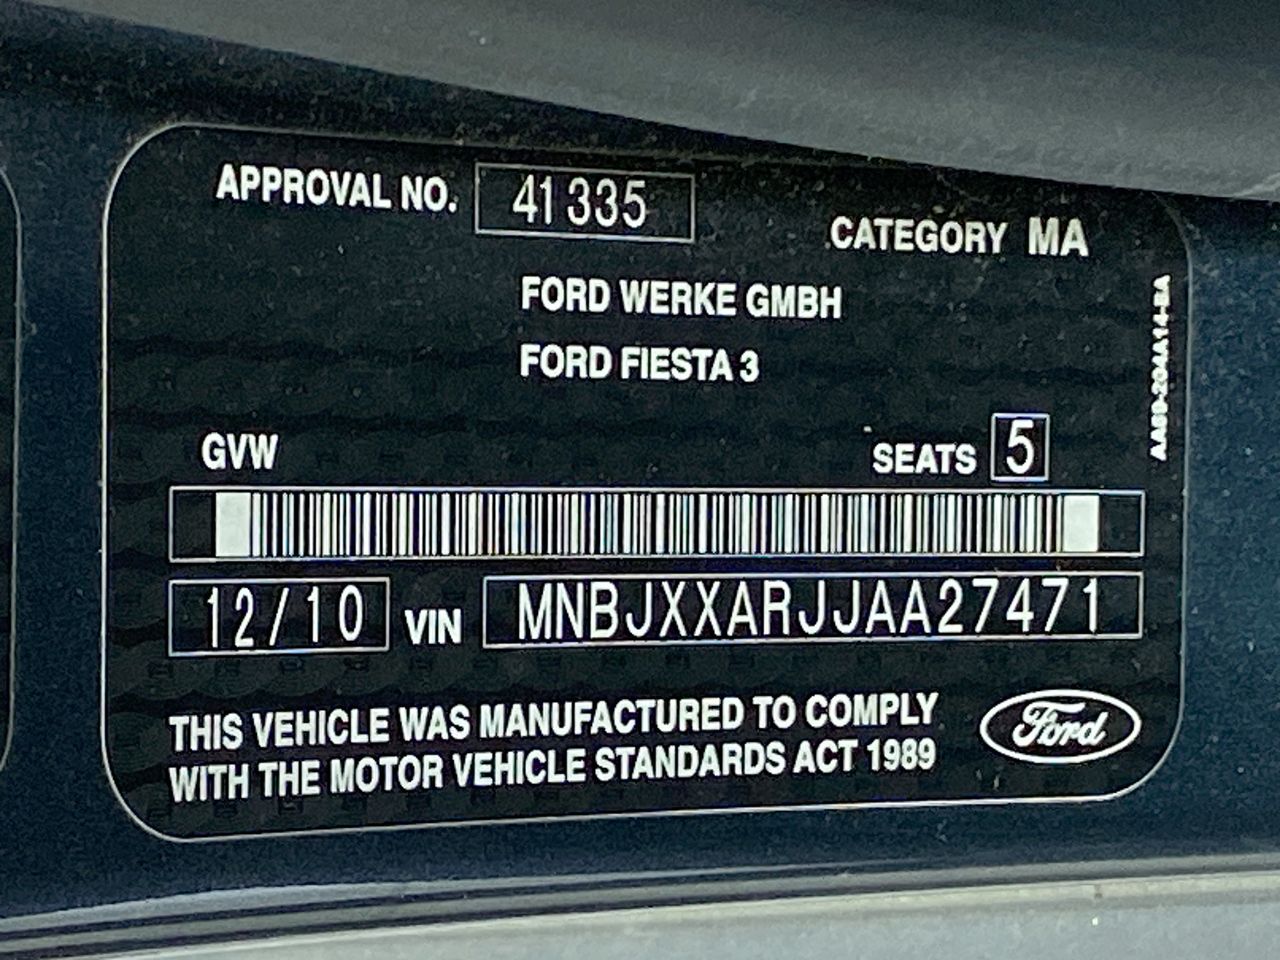 APPROVAL NO. 41335
CATEGORY MA
FORD WERKE GMBH
FORD FIESTA 3
GVW
SEATS 5
12/10 VIN MNBJXXARJJAA27471
THIS VEHICLE WAS MANUFACTURED TO COMPLY
WITH THE MOTOR VEHICLE STANDARDS ACT 1989
Ford